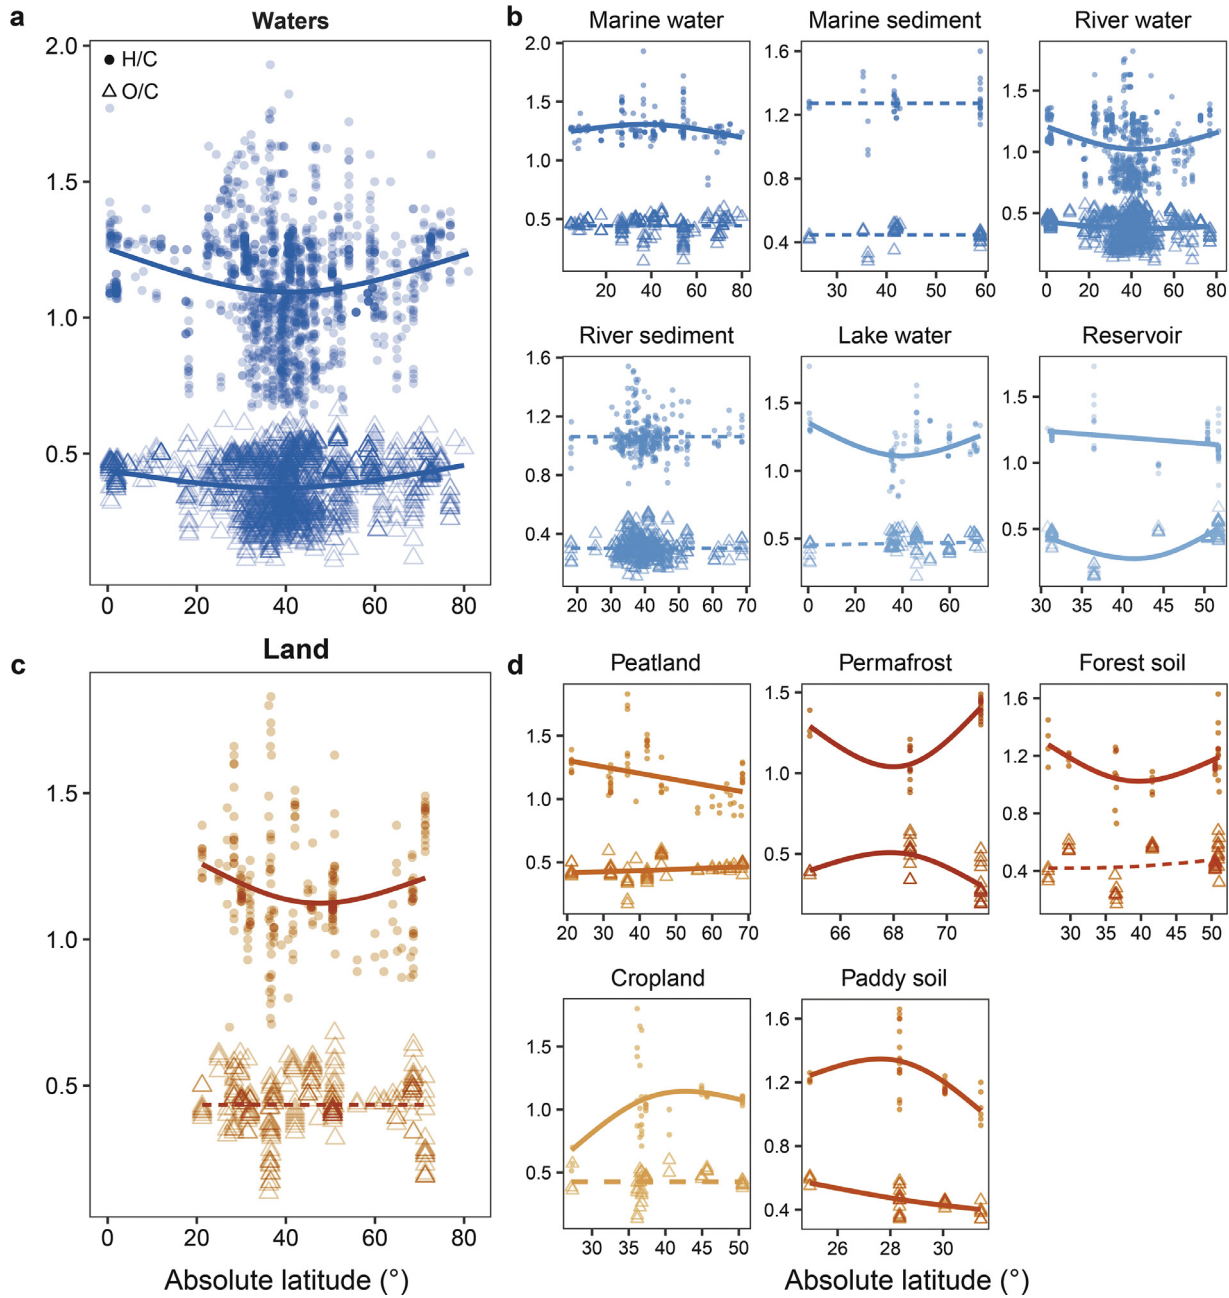 a
Waters
2.0
1.5
1.0
0.5
0 20 40 60 80
H/C
O/C
b
Marine water
2.0
1.5
1.0
0.5
20 40 60 80
Marine sediment
1.6
1.2
0.8
0.4
30 40 50 60
River water
1.5
1.0
0.5
0 20 40 60 80
River sediment
1.6
1.2
0.8
0.4
20 30 40 50 60 70
Lake water
1.5
1.0
0.5
0 20 40 60
Reservoir
1.5
1.0
0.5
30 35 40 45 50
c
Land
1.5
1.0
0.5
0 20 40 60 80
Absolute latitude (°)
d
Peatland
1.5
1.0
0.5
20 30 40 50 60 70
Permafrost
1.5
1.0
0.5
66 68 70
Forest soil
1.6
1.2
0.8
0.4
30 35 40 45 50
Cropland
1.5
1.0
0.5
30 35 40 45 50
Paddy soil
1.6
1.2
0.8
0.4
26 28 30
Absolute latitude (°)